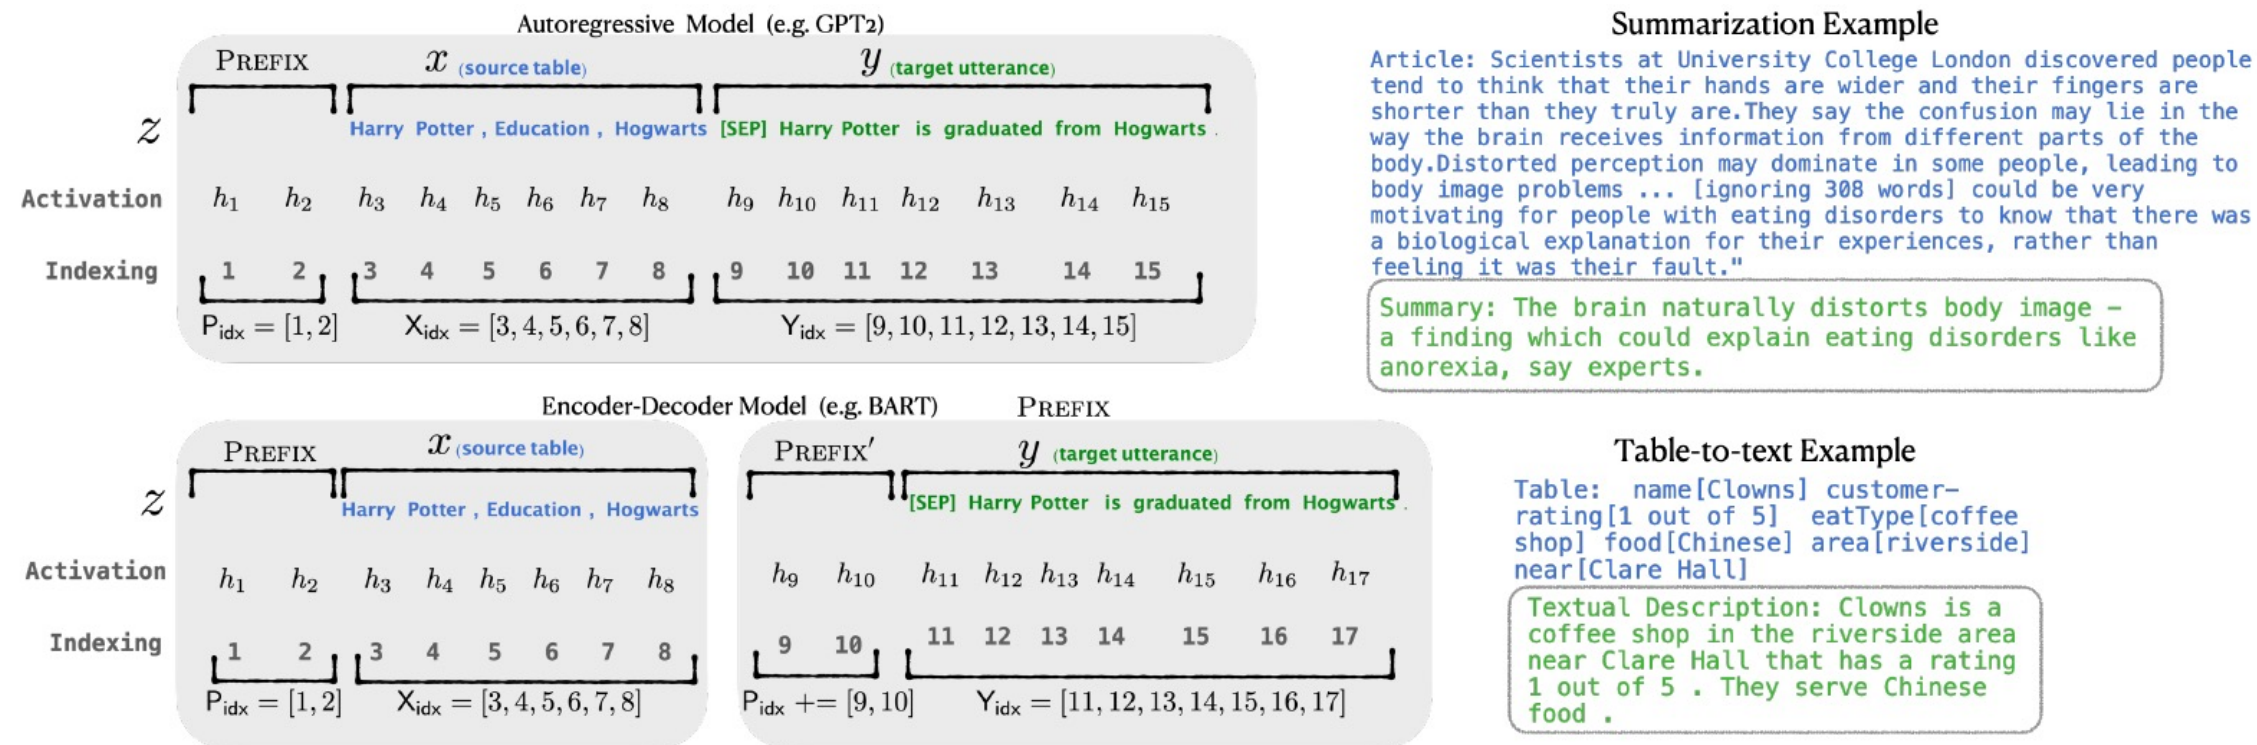 Autoregressive Model (e.g. GPT2)
PREFIX x (source table) y (target utterance)
z Harry Potter , Education , Hogwarts [SEP] Harry Potter is graduated from Hogwarts .
Activation h₁ h₂ h₃ h₄ h₅ h₆ h₇ h₈ h₉ h₁₀ h₁₁ h₁₂ h₁₃ h₁₄ h₁₅
Indexing 1 2 3 4 5 6 7 8 9 10 11 12 13 14 15
P_idx = [1, 2] X_idx = [3, 4, 5, 6, 7, 8] Y_idx = [9, 10, 11, 12, 13, 14, 15]
Summarization Example
Article: Scientists at University College London discovered people
tend to think that their hands are wider and their fingers are
shorter than they truly are.They say the confusion may lie in the
way the brain receives information from different parts of the
body.Distorted perception may dominate in some people, leading to
body image problems ... [ignoring 308 words] could be very
motivating for people with eating disorders to know that there was
a biological explanation for their experiences, rather than
feeling it was their fault."
Summary: The brain naturally distorts body image –
a finding which could explain eating disorders like
anorexia, say experts.
Encoder-Decoder Model (e.g. BART) PREFIX
PREFIX x (source table) PREFIX′ y (target utterance)
z Harry Potter , Education , Hogwarts [SEP] Harry Potter is graduated from Hogwarts .
Activation h₁ h₂ h₃ h₄ h₅ h₆ h₇ h₈ h₉ h₁₀ h₁₁ h₁₂ h₁₃ h₁₄ h₁₅ h₁₆ h₁₇
Indexing 1 2 3 4 5 6 7 8 9 10 11 12 13 14 15 16 17
P_idx = [1, 2] X_idx = [3, 4, 5, 6, 7, 8] P_idx += [9, 10] Y_idx = [11, 12, 13, 14, 15, 16, 17]
Table-to-text Example
Table: name[Clowns] customer–
rating[1 out of 5] eatType[coffee
shop] food[Chinese] area[riverside]
near[Clare Hall]
Textual Description: Clowns is a
coffee shop in the riverside area
near Clare Hall that has a rating
1 out of 5 . They serve Chinese
food .